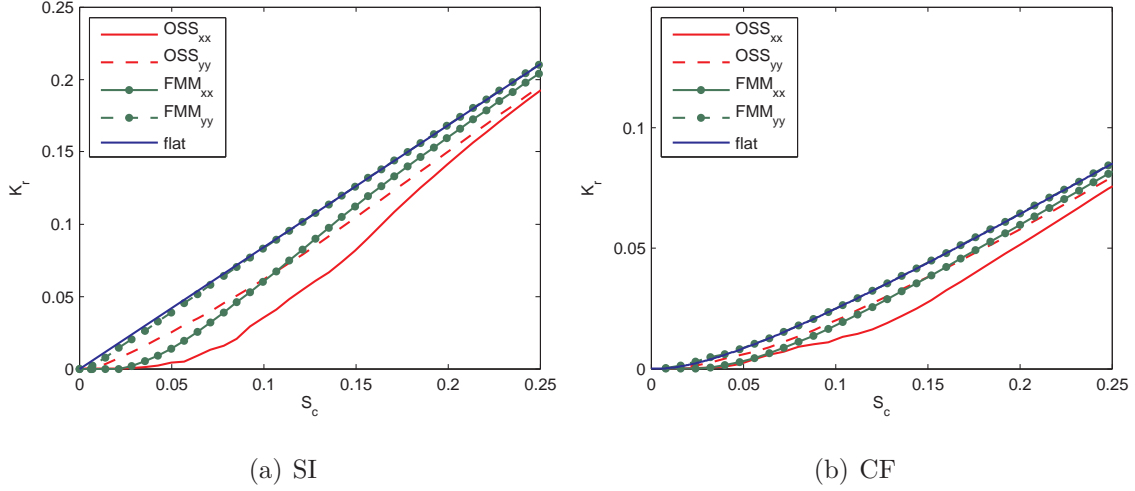 0.25
0.2
0.15
0.1
0.05
0
K_r
OSS_xx
OSS_yy
FMM_xx
FMM_yy
flat
0 0.05 0.1 0.15 0.2 0.25
S_c
(a) SI
0.1
0.05
0
K_r
OSS_xx
OSS_yy
FMM_xx
FMM_yy
flat
0 0.05 0.1 0.15 0.2 0.25
S_c
(b) CF